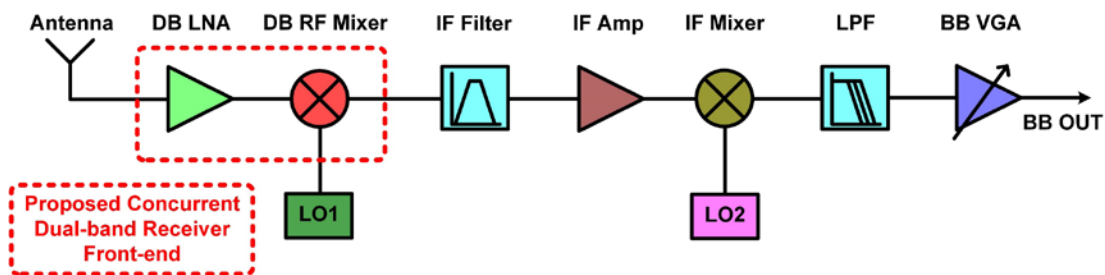 Antenna
DB LNA
DB RF Mixer
IF Filter
IF Amp
IF Mixer
LPF
BB VGA
BB OUT
LO1
LO2
Proposed Concurrent
Dual-band Receiver
Front-end